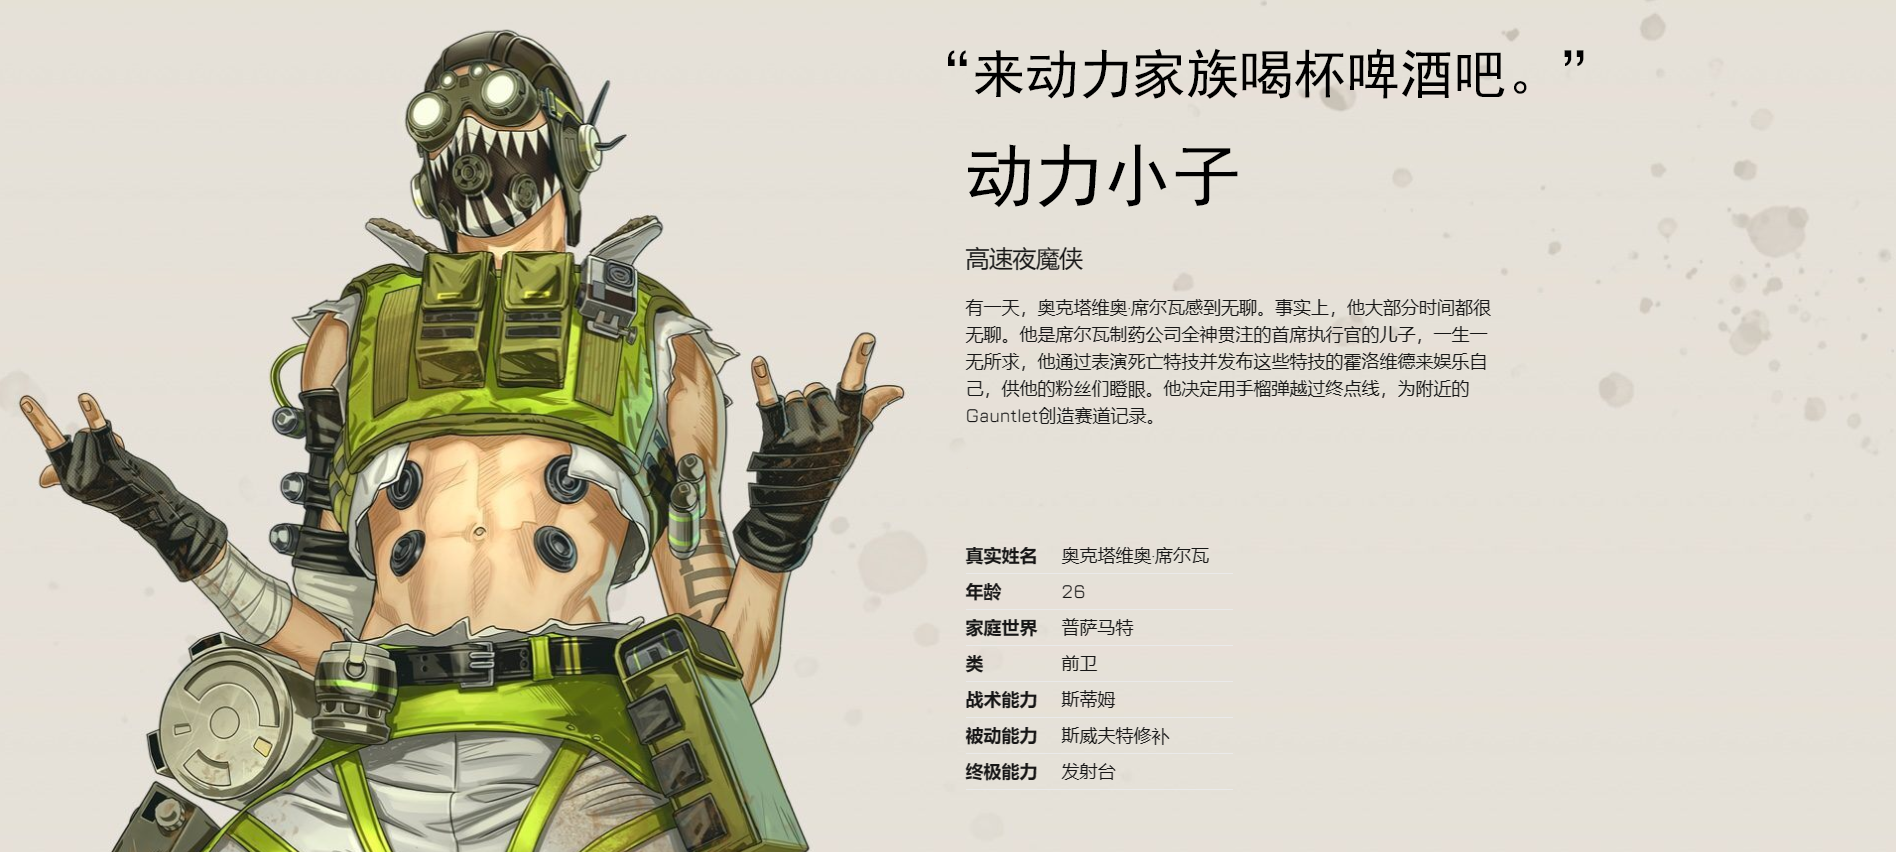 “来动力家族喝杯啤酒吧。”
动力小子
高速夜魔侠
有一天，奥克塔维奥·席尔瓦感到无聊。事实上，他大部分时间都很
无聊。他是席尔瓦制药公司全神贯注的首席执行官的儿子，一生一
无所求，他通过表演死亡特技并发布这些特技的霍洛维德来娱乐自
己，供他的粉丝们瞪眼。他决定用手榴弹越过终点线，为附近的
Gauntlet创造赛道记录。
真实姓名 奥克塔维奥·席尔瓦
年龄 26
家庭世界 普萨马特
类 前卫
战术能力 斯蒂姆
被动能力 斯威夫特修补
终极能力 发射台